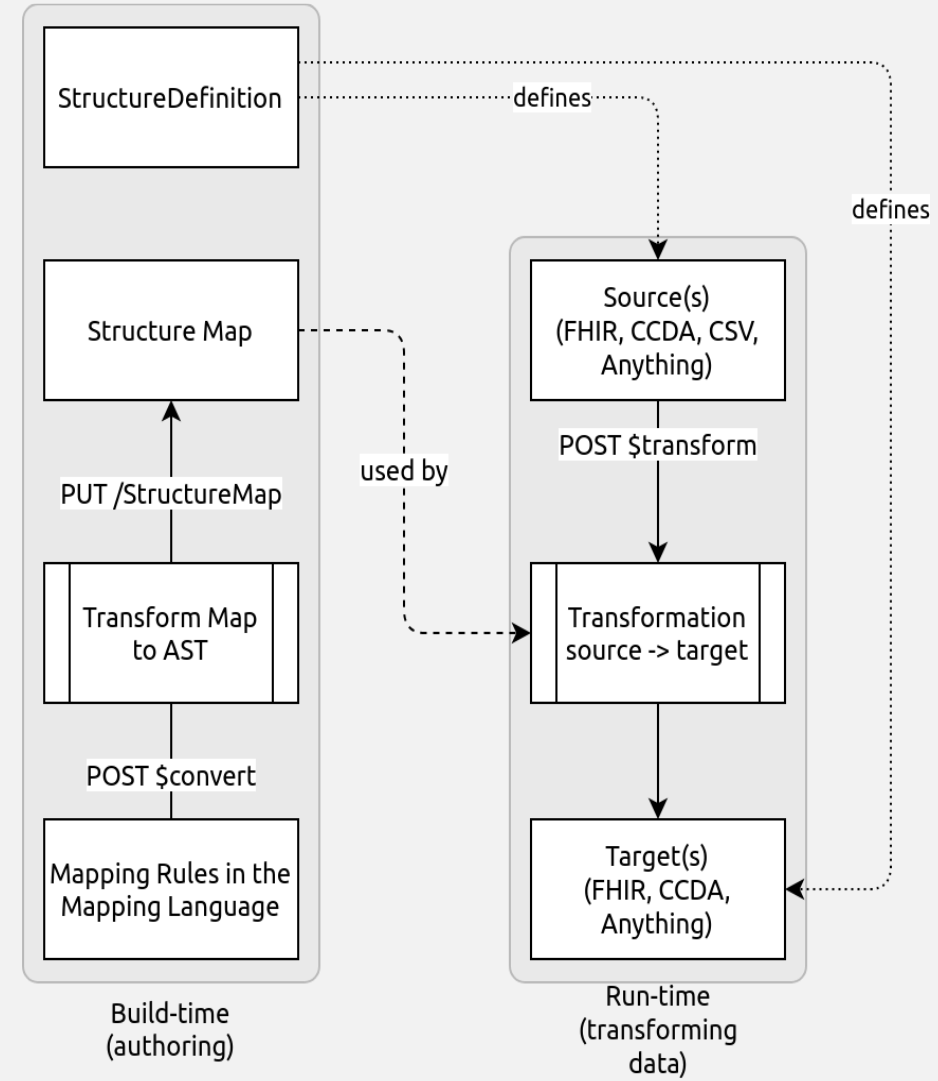 StructureDefinition
defines
defines
Structure Map
Source(s)
(FHIR, CCDA, CSV,
Anything)
POST $transform
used by
PUT /StructureMap
Transform Map
to AST
Transformation
source -> target
POST $convert
Mapping Rules in the
Mapping Language
Target(s)
(FHIR, CCDA,
Anything)
Build-time
(authoring)
Run-time
(transforming
data)